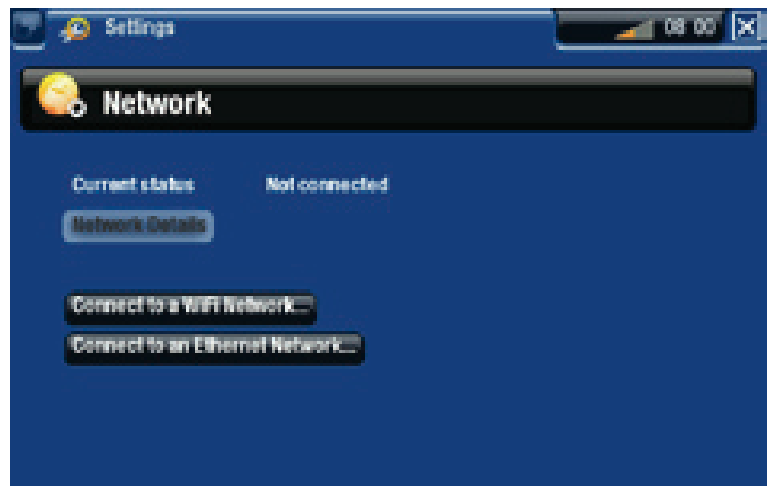 Settings
08 00
Network
Current status Not connected
Network Details
Connect to a WiFi Network...
Connect to an Ethernet Network...